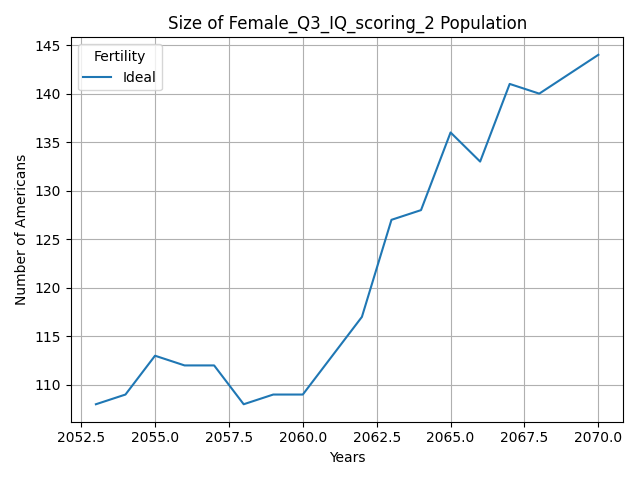 Size of Female_Q3_IQ_scoring_2 Population
Fertility
Ideal
145
140
135
130
125
120
115
110
Number of Americans
2052.5 2055.0 2057.5 2060.0 2062.5 2065.0 2067.5 2070.0
Years